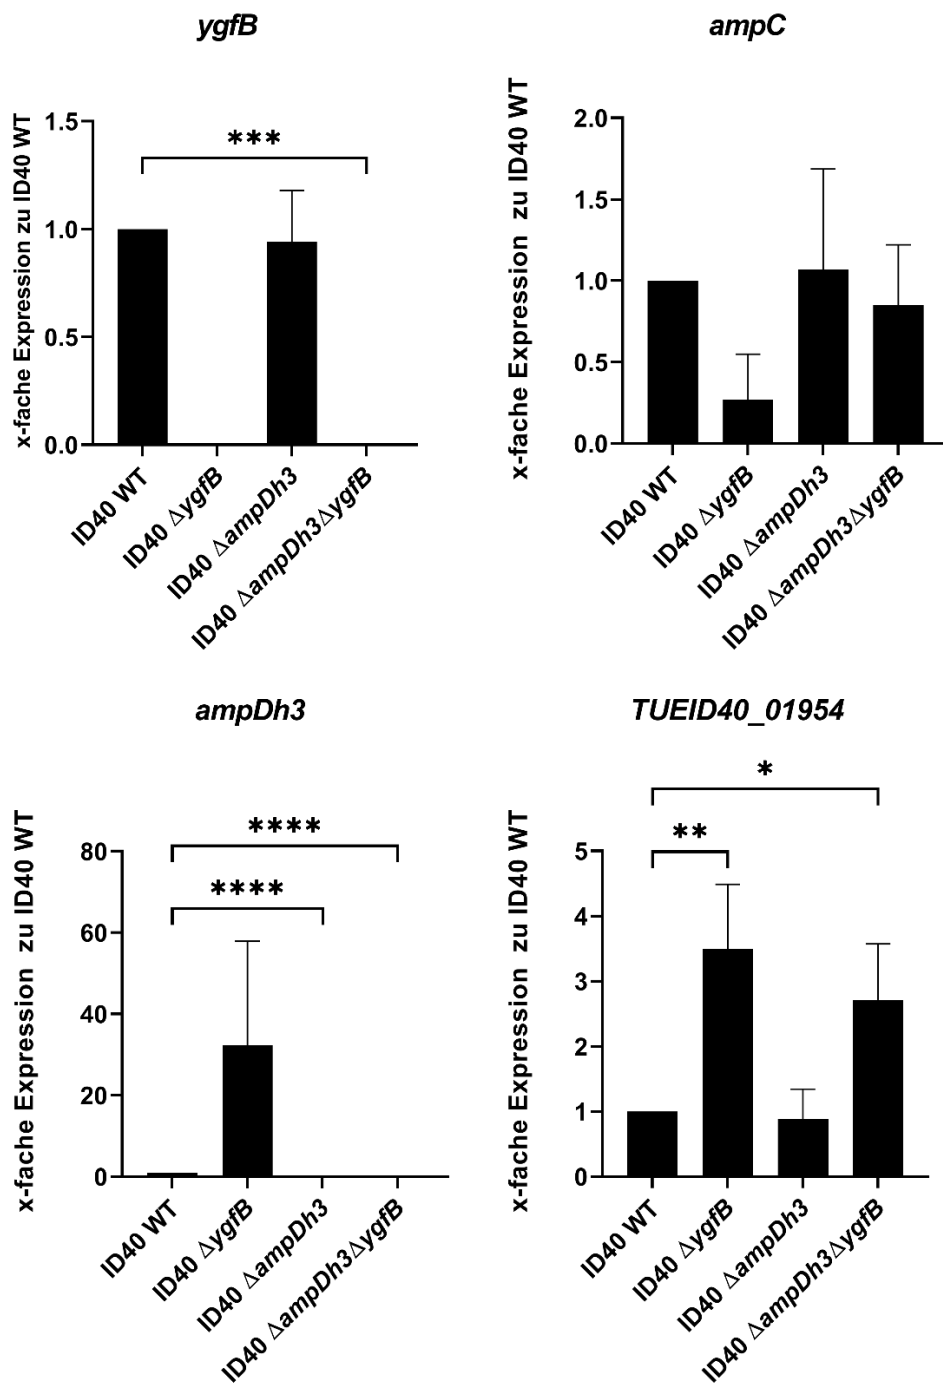 ygfB
x-fache Expression zu ID40 WT
1.5
1.0
0.5
0.0
***
ID40 WT
ID40 ΔygfB
ID40 ΔampDh3
ID40 ΔampDh3ΔygfB
ampC
x-fache Expression zu ID40 WT
2.0
1.5
1.0
0.5
0.0
ID40 WT
ID40 ΔygfB
ID40 ΔampDh3
ID40 ΔampDh3ΔygfB
ampDh3
x-fache Expression zu ID40 WT
80
60
40
20
0
****
****
ID40 WT
ID40 ΔygfB
ID40 ΔampDh3
ID40 ΔampDh3ΔygfB
TUEID40_01954
x-fache Expression zu ID40 WT
5
4
3
2
1
0
*
**
ID40 WT
ID40 ΔygfB
ID40 ΔampDh3
ID40 ΔampDh3ΔygfB